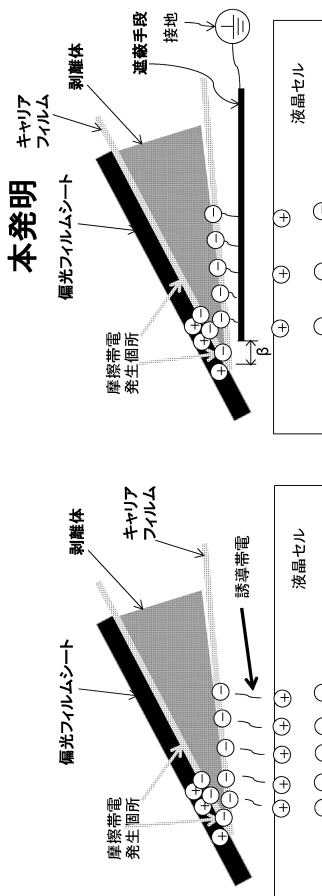 本発明
キャリア
フィルム
剥離体
偏光フィルムシート
摩擦帯電
発生個所
遮蔽手段
接地
β
液晶セル
偏光フィルムシート
剥離体
キャリア
フィルム
摩擦帯電
発生個所
誘導帯電
液晶セル